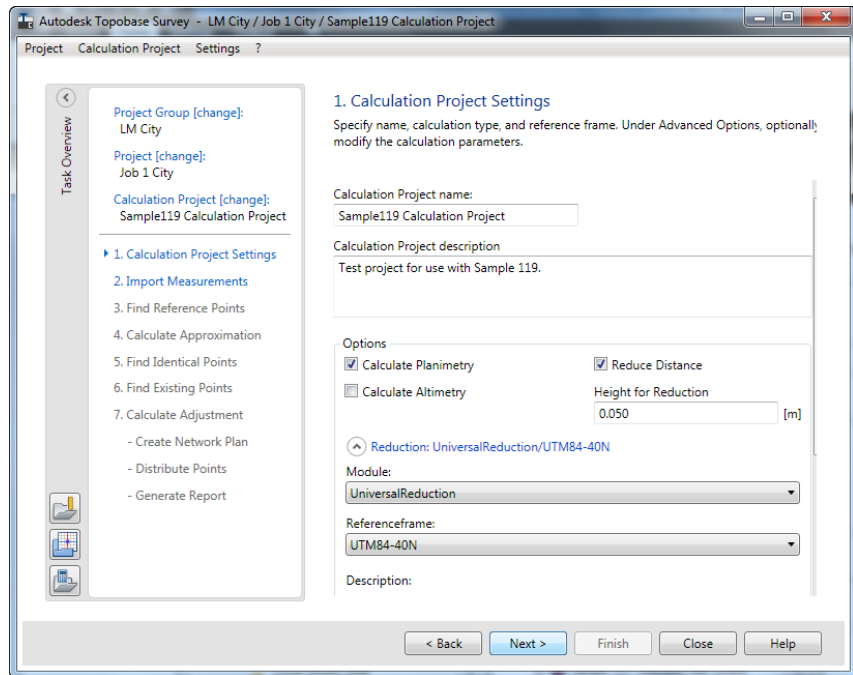 Autodesk Topobase Survey - LM City / Job 1 City / Sample119 Calculation Project
Project Calculation Project Settings ?
Task Overview
Project Group [change]:
LM City
Project [change]:
Job 1 City
Calculation Project [change]:
Sample119 Calculation Project
1. Calculation Project Settings
2. Import Measurements
3. Find Reference Points
4. Calculate Approximation
5. Find Identical Points
6. Find Existing Points
7. Calculate Adjustment
- Create Network Plan
- Distribute Points
- Generate Report
1. Calculation Project Settings
Specify name, calculation type, and reference frame. Under Advanced Options, optionally
modify the calculation parameters.
Calculation Project name:
Sample119 Calculation Project
Calculation Project description
Test project for use with Sample 119.
Options
Calculate Planimetry
Reduce Distance
Calculate Altimetry
Height for Reduction
0.050 [m]
Reduction: UniversalReduction/UTM84-40N
Module:
UniversalReduction
Referenceframe:
UTM84-40N
Description:
< Back Next > Finish Close Help